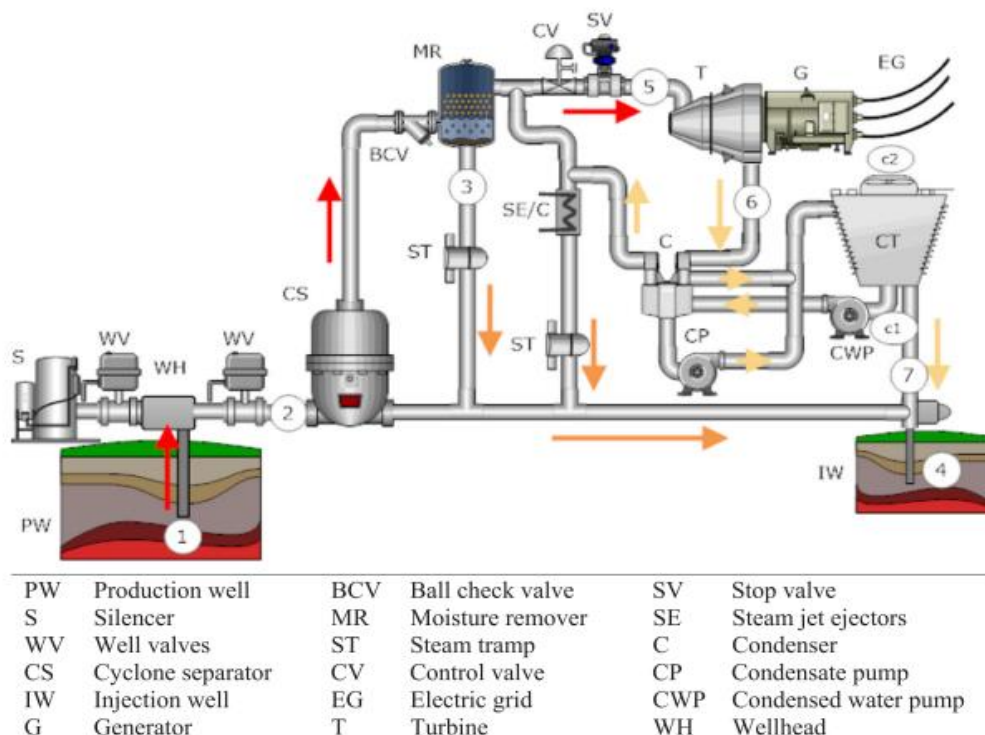 CV
SV
MR
5
T
G
EG
BCV
c2
3
6
SE/C
C
CT
ST
CS
CP
c1
CWP
WV
WV
S
WH
ST
7
2
IW
4
PW
1
PW Production well BCV Ball check valve SV Stop valve
S Silencer MR Moisture remover SE Steam jet ejectors
WV Well valves ST Steam tramp C Condenser
CS Cyclone separator CV Control valve CP Condensate pump
IW Injection well EG Electric grid CWP Condensed water pump
G Generator T Turbine WH Wellhead